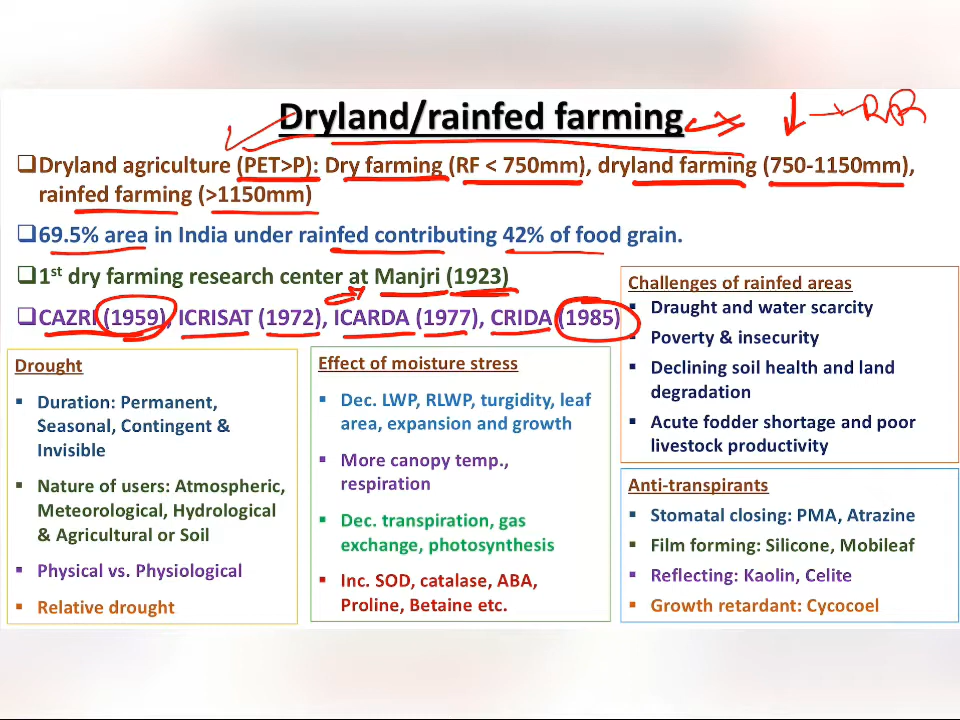 Dryland/rainfed farming
RR
❑Dryland agriculture (PET>P): Dry farming (RF < 750mm), dryland farming (750-1150mm),
rainfed farming (>1150mm)
❑69.5% area in India under rainfed contributing 42% of food grain.
❑1st dry farming research center at Manjri (1923)
❑CAZRI (1959), ICRISAT (1972), ICARDA (1977), CRIDA (1985)
Drought
▪ Duration: Permanent,
Seasonal, Contingent &
Invisible
▪ Nature of users: Atmospheric,
Meteorological, Hydrological
& Agricultural or Soil
▪ Physical vs. Physiological
▪ Relative drought
Effect of moisture stress
▪ Dec. LWP, RLWP, turgidity, leaf
area, expansion and growth
▪ More canopy temp.,
respiration
▪ Dec. transpiration, gas
exchange, photosynthesis
▪ Inc. SOD, catalase, ABA,
Proline, Betaine etc.
Challenges of rainfed areas
▪ Draught and water scarcity
▪ Poverty & insecurity
▪ Declining soil health and land
degradation
▪ Acute fodder shortage and poor
livestock productivity
Anti-transpirants
▪ Stomatal closing: PMA, Atrazine
▪ Film forming: Silicone, Mobileaf
▪ Reflecting: Kaolin, Celite
▪ Growth retardant: Cycocoel